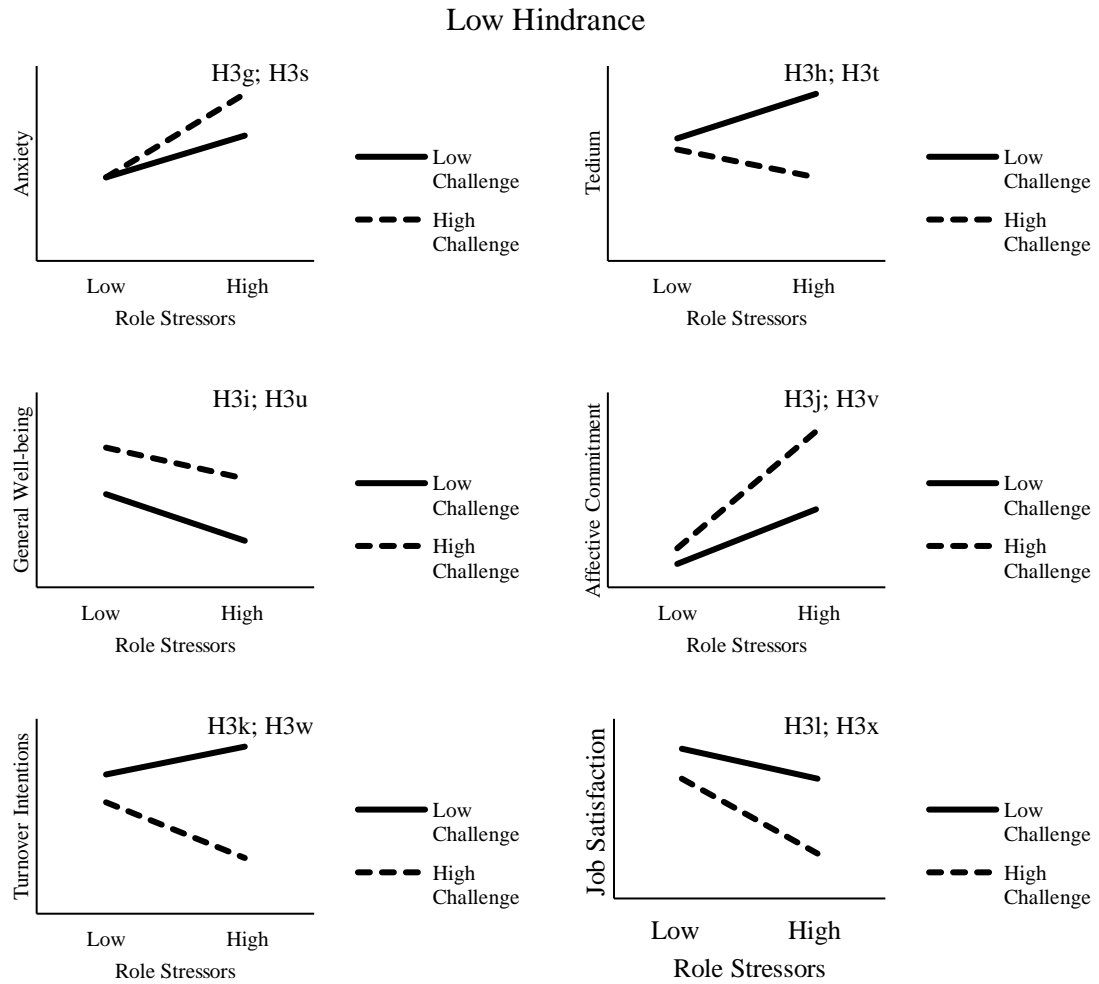 Low Hindrance
H3g; H3s
Anxiety
Low
Challenge
High
Challenge
Low
High
Role Stressors
H3h; H3t
Tedium
Low
Challenge
High
Challenge
Low
High
Role Stressors
H3i; H3u
General Well-being
Low
Challenge
High
Challenge
Low
High
Role Stressors
H3j; H3v
Affective Commitment
Low
Challenge
High
Challenge
Low
High
Role Stressors
H3k; H3w
Turnover Intentions
Low
Challenge
High
Challenge
Low
High
Role Stressors
H3l; H3x
Job Satisfaction
Low
Challenge
High
Challenge
Low
High
Role Stressors